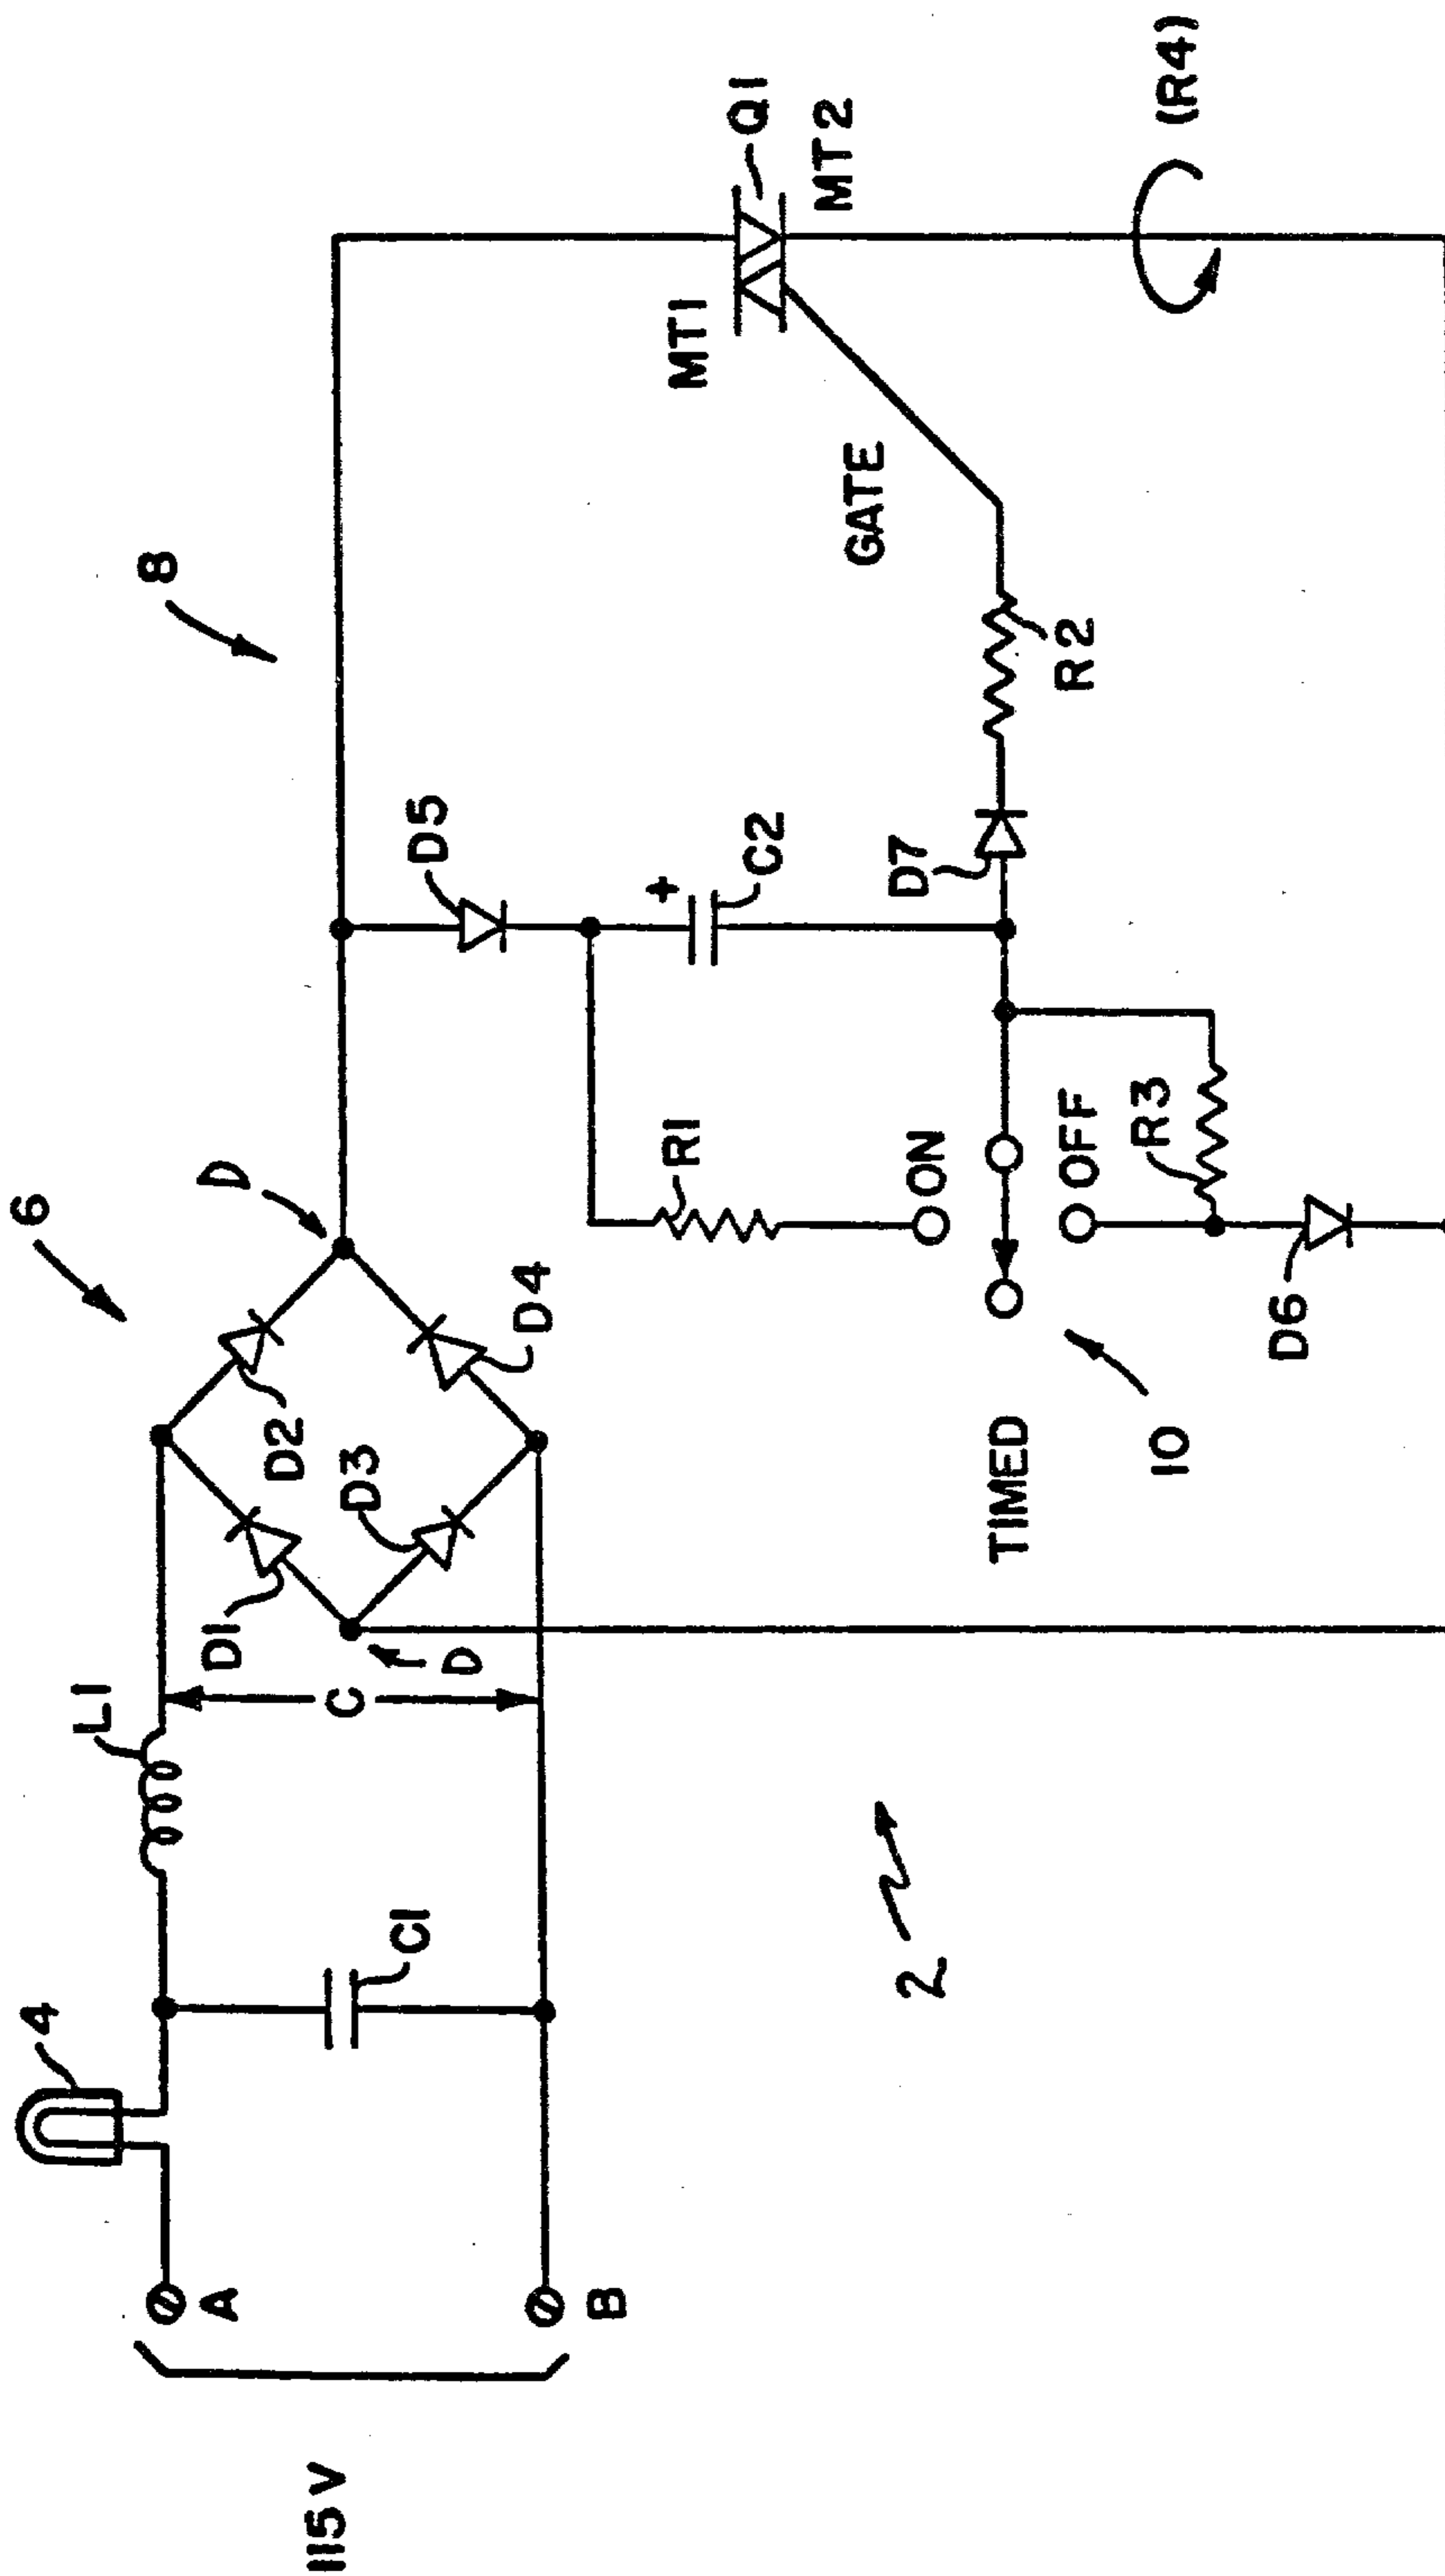 115 V
A
B
4
C1
L1
C
D1
D
D3
D2
D4
6
D
8
2
TIMED
10
ON
OFF
R1
R3
D6
D5
+
C2
D7
R2
GATE
MT1
Q1
MT2
(R4)